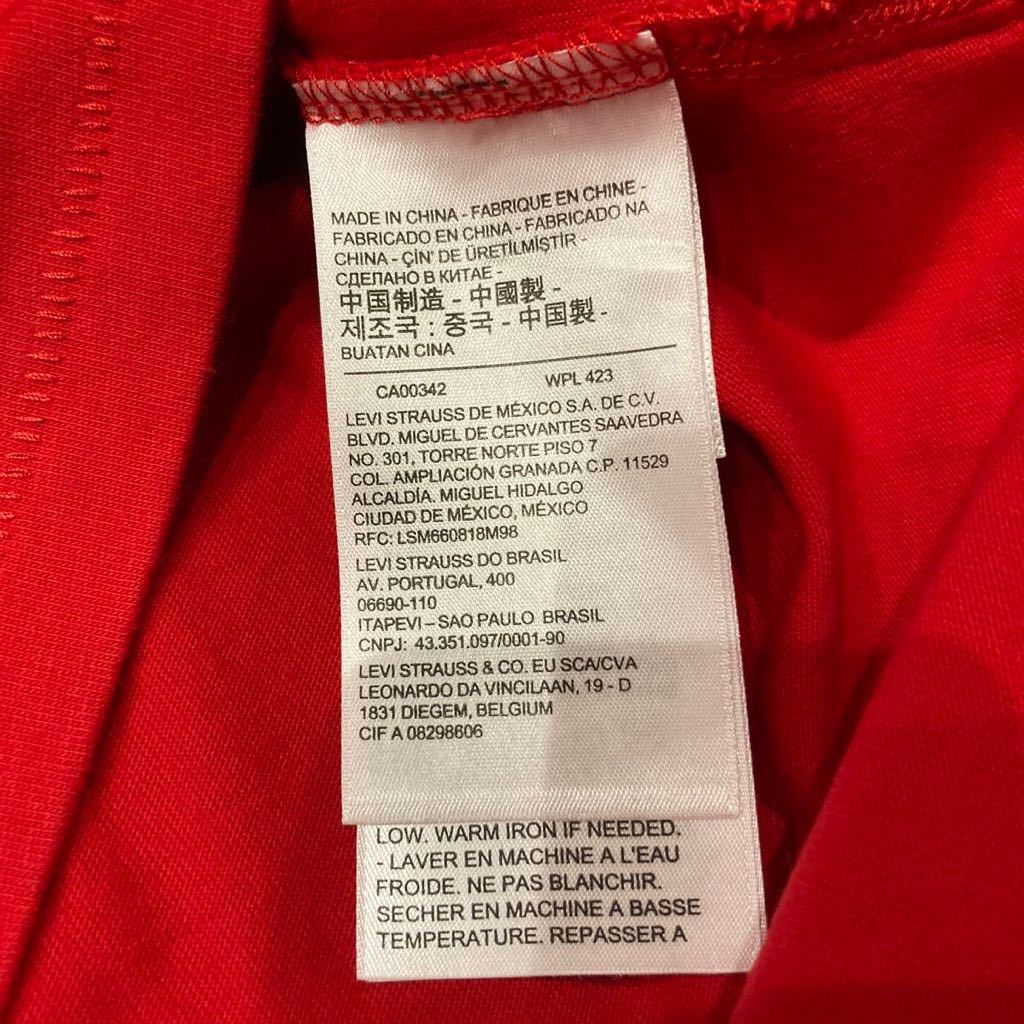 MADE IN CHINA - FABRIQUE EN CHINE -
FABRICADO EN CHINA - FABRICADO NA
CHINA - ÇİN' DE ÜRETİLMİŞTİR -
СДЕЛАНО В КИТАЕ -
中国制造 - 中國製 -
제조국 : 중국 - 中国製 -
BUATAN CINA
CA00342 WPL 423
LEVI STRAUSS DE MÉXICO S.A. DE C.V.
BLVD. MIGUEL DE CERVANTES SAAVEDRA
NO. 301, TORRE NORTE PISO 7
COL. AMPLIACIÓN GRANADA C.P. 11529
ALCALDÍA. MIGUEL HIDALGO
CIUDAD DE MÉXICO, MÉXICO
RFC: LSM660818M98
LEVI STRAUSS DO BRASIL
AV. PORTUGAL, 400
06690-110
ITAPEVI – SAO PAULO BRASIL
CNPJ: 43.351.097/0001-90
LEVI STRAUSS & CO. EU SCA/CVA
LEONARDO DA VINCILAAN, 19 - D
1831 DIEGEM, BELGIUM
CIF A 08298606
LOW. WARM IRON IF NEEDED.
- LAVER EN MACHINE A L'EAU
FROIDE. NE PAS BLANCHIR.
SECHER EN MACHINE A BASSE
TEMPERATURE. REPASSER A